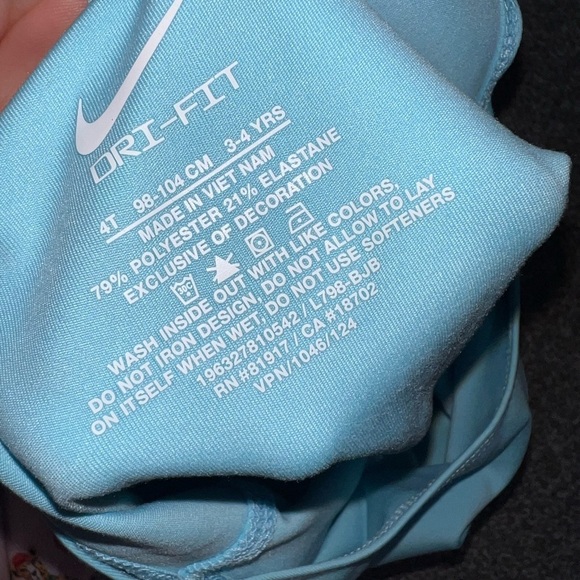 DRI-FIT
4T 98-104 CM 3-4 YRS
MADE IN VIET NAM
79% POLYESTER 21% ELASTANE
EXCLUSIVE OF DECORATION
30C
WASH INSIDE OUT WITH LIKE COLORS,
DO NOT IRON DESIGN, DO NOT ALLOW TO LAY
ON ITSELF WHEN WET, DO NOT USE SOFTENERS
196327810542 / L798-BJB
RN #81917 / CA #18702
VPN/1046/124